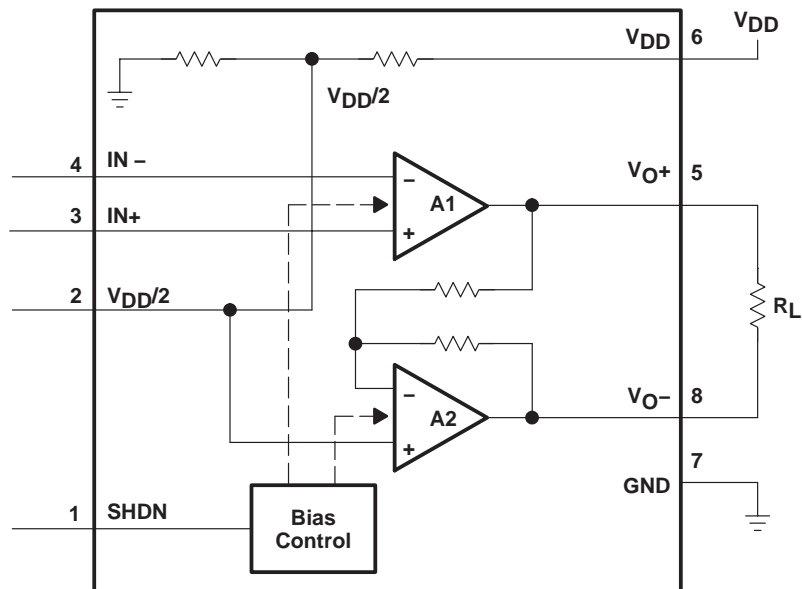 VDD 6 VDD
VDD/2
4 IN −
− A1 +
VO+ 5
3 IN+
2 VDD/2
RL
− A2 +
VO− 8
7
GND
1 SHDN
Bias
Control